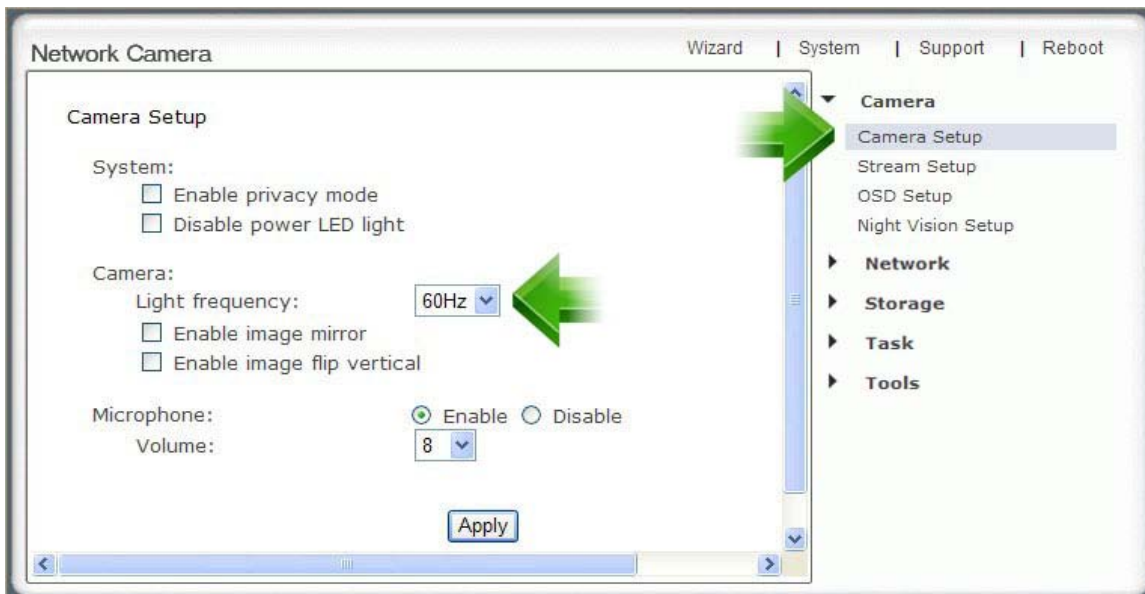 Network Camera
Wizard | System | Support | Reboot
Camera Setup
System:
Enable privacy mode
Disable power LED light
Camera:
Light frequency: 60Hz
Enable image mirror
Enable image flip vertical
Microphone: Enable Disable
Volume: 8
Apply
Camera
Camera Setup
Stream Setup
OSD Setup
Night Vision Setup
Network
Storage
Task
Tools